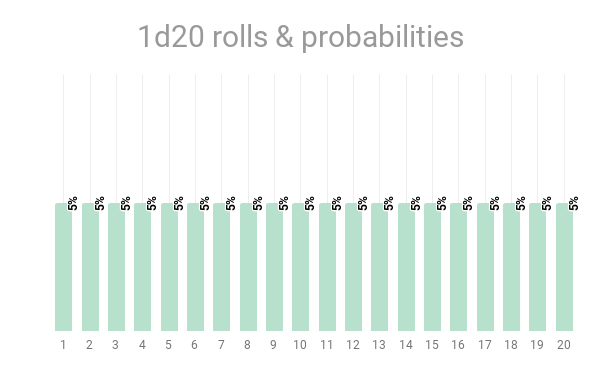 1d20 rolls & probabilities
5% 5% 5% 5% 5% 5% 5% 5% 5% 5% 5% 5% 5% 5% 5% 5% 5% 5% 5% 5%
1 2 3 4 5 6 7 8 9 10 11 12 13 14 15 16 17 18 19 20